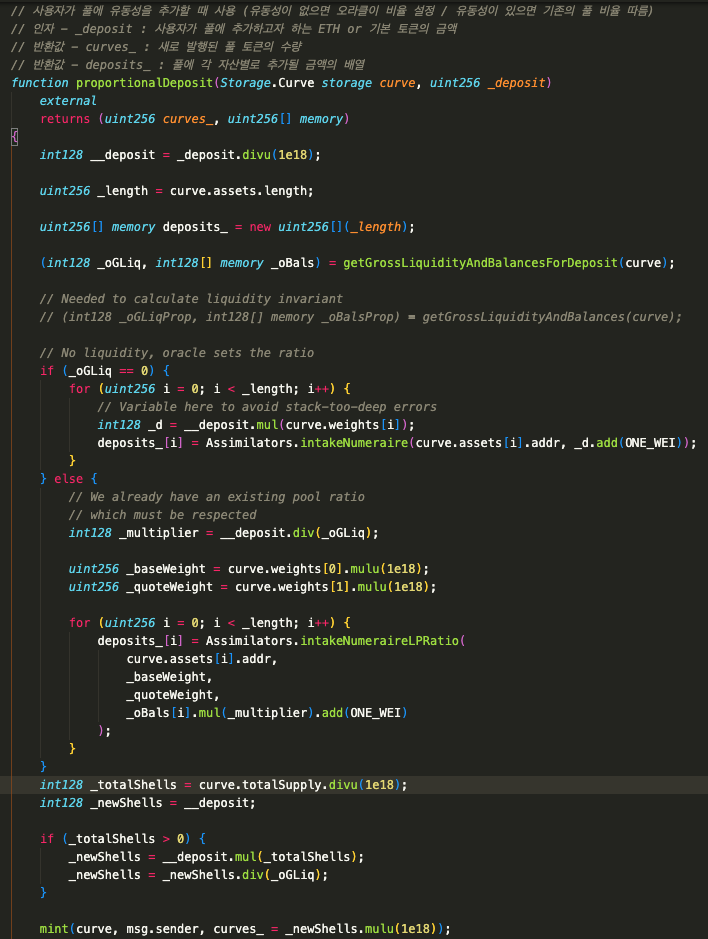 // 사용자가 풀에 유동성을 추가할 때 사용 (유동성이 없으면 오라클이 비율 설정 / 유동성이 있으면 기존의 풀 비율 따름)
// 인자 - _deposit : 사용자가 풀에 추가하고자 하는 ETH or 기본 토큰의 금액
// 반환값 - curves_ : 새로 발행된 풀 토큰의 수량
// 반환값 - deposits_ : 풀에 각 자산별로 추가될 금액의 배열
function proportionalDeposit(Storage.Curve storage curve, uint256 _deposit)
    external
    returns (uint256 curves_, uint256[] memory)
{
    int128 __deposit = _deposit.divu(1e18);

    uint256 _length = curve.assets.length;

    uint256[] memory deposits_ = new uint256[](_length);

    (int128 _oGLiq, int128[] memory _oBals) = getGrossLiquidityAndBalancesForDeposit(curve);

    // Needed to calculate liquidity invariant
    // (int128 _oGLiqProp, int128[] memory _oBalsProp) = getGrossLiquidityAndBalances(curve);

    // No liquidity, oracle sets the ratio
    if (_oGLiq == 0) {
        for (uint256 i = 0; i < _length; i++) {
            // Variable here to avoid stack-too-deep errors
            int128 _d = __deposit.mul(curve.weights[i]);
            deposits_[i] = Assimilators.intakeNumeraire(curve.assets[i].addr, _d.add(ONE_WEI));
        }
    } else {
        // We already have an existing pool ratio
        // which must be respected
        int128 _multiplier = __deposit.div(_oGLiq);

        uint256 _baseWeight = curve.weights[0].mulu(1e18);
        uint256 _quoteWeight = curve.weights[1].mulu(1e18);

        for (uint256 i = 0; i < _length; i++) {
            deposits_[i] = Assimilators.intakeNumeraireLPRatio(
                curve.assets[i].addr,
                _baseWeight,
                _quoteWeight,
                _oBals[i].mul(_multiplier).add(ONE_WEI)
            );
        }
    }
    int128 _totalShells = curve.totalSupply.divu(1e18);
    int128 _newShells = __deposit;

    if (_totalShells > 0) {
        _newShells = __deposit.mul(_totalShells);
        _newShells = _newShells.div(_oGLiq);
    }

    mint(curve, msg.sender, curves_ = _newShells.mulu(1e18));